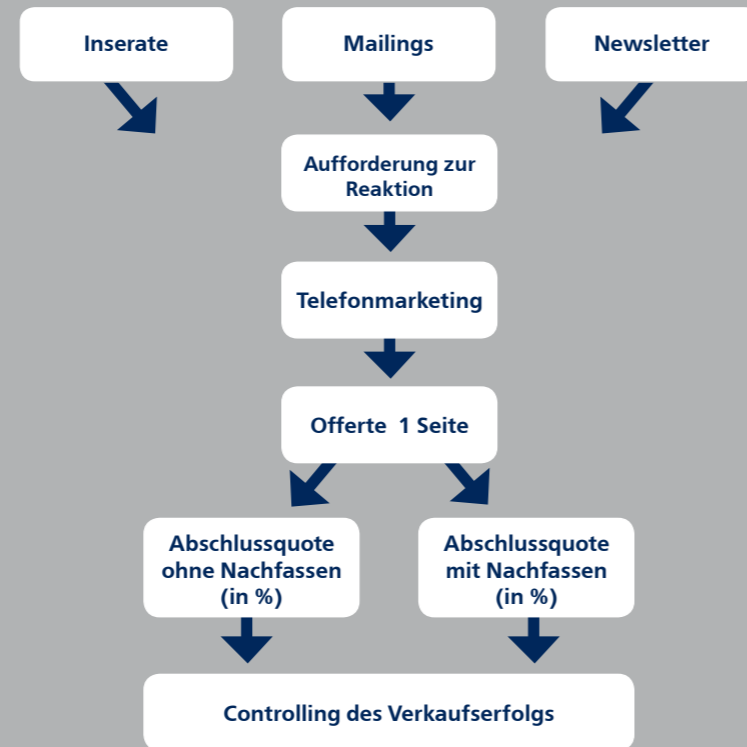 Inserate
Mailings
Newsletter
Aufforderung zur
Reaktion
Telefonmarketing
Offerte 1 Seite
Abschlussquote
ohne Nachfassen
(in %)
Abschlussquote
mit Nachfassen
(in %)
Controlling des Verkaufserfolgs